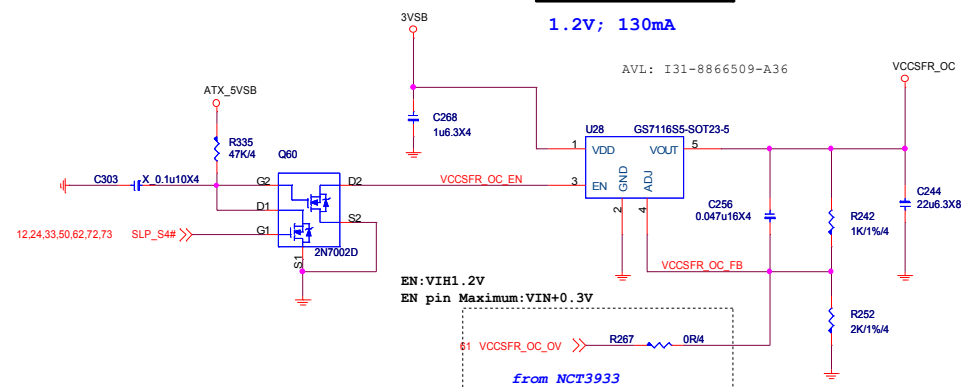 1.2V; 130mA
3VSB
AVL: I31-8866509-A36
VCCSFR_OC
ATX_5VSB
C268
1u6.3X4
R335
47K/4
U28 GS7116S5-SOT23-5
1 VDD VOUT 5
3 EN GND ADJ
2 4
C303 X_0.1u10X4
Q60
G2 D2
VCCSFR_OC_EN
D1 S2
12,24,33,50,62,72,73 SLP_S4# G1
S1
2N7002D
C256
0.047u16X4
R242
1K/1%/4
C244
22u6.3X8
VCCSFR_OC_FB
EN:VIH1.2V
EN pin Maximum:VIN+0.3V
R252
2K/1%/4
61 VCCSFR_OC_OV R267 0R/4
from NCT3933